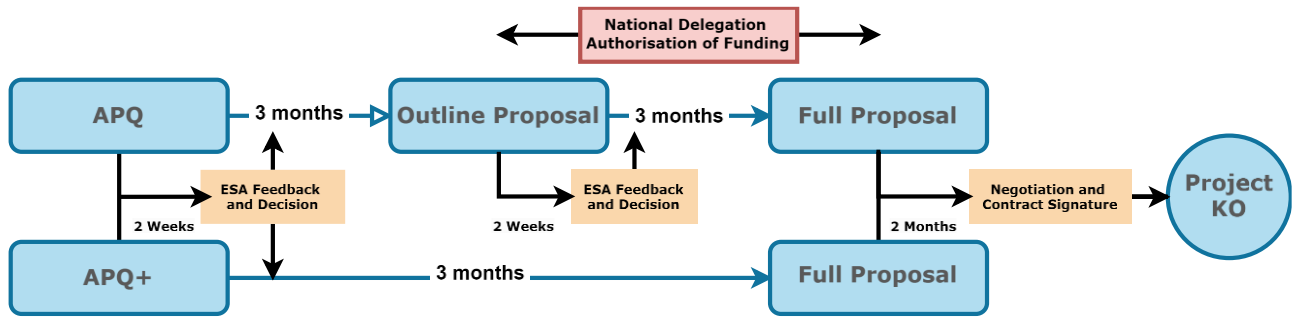 National Delegation
Authorisation of Funding
APQ
3 months
Outline Proposal
3 months
Full Proposal
ESA Feedback
and Decision
2 Weeks
ESA Feedback
and Decision
2 Weeks
Negotiation and
Contract Signature
2 Months
Project
KO
APQ+
3 months
Full Proposal